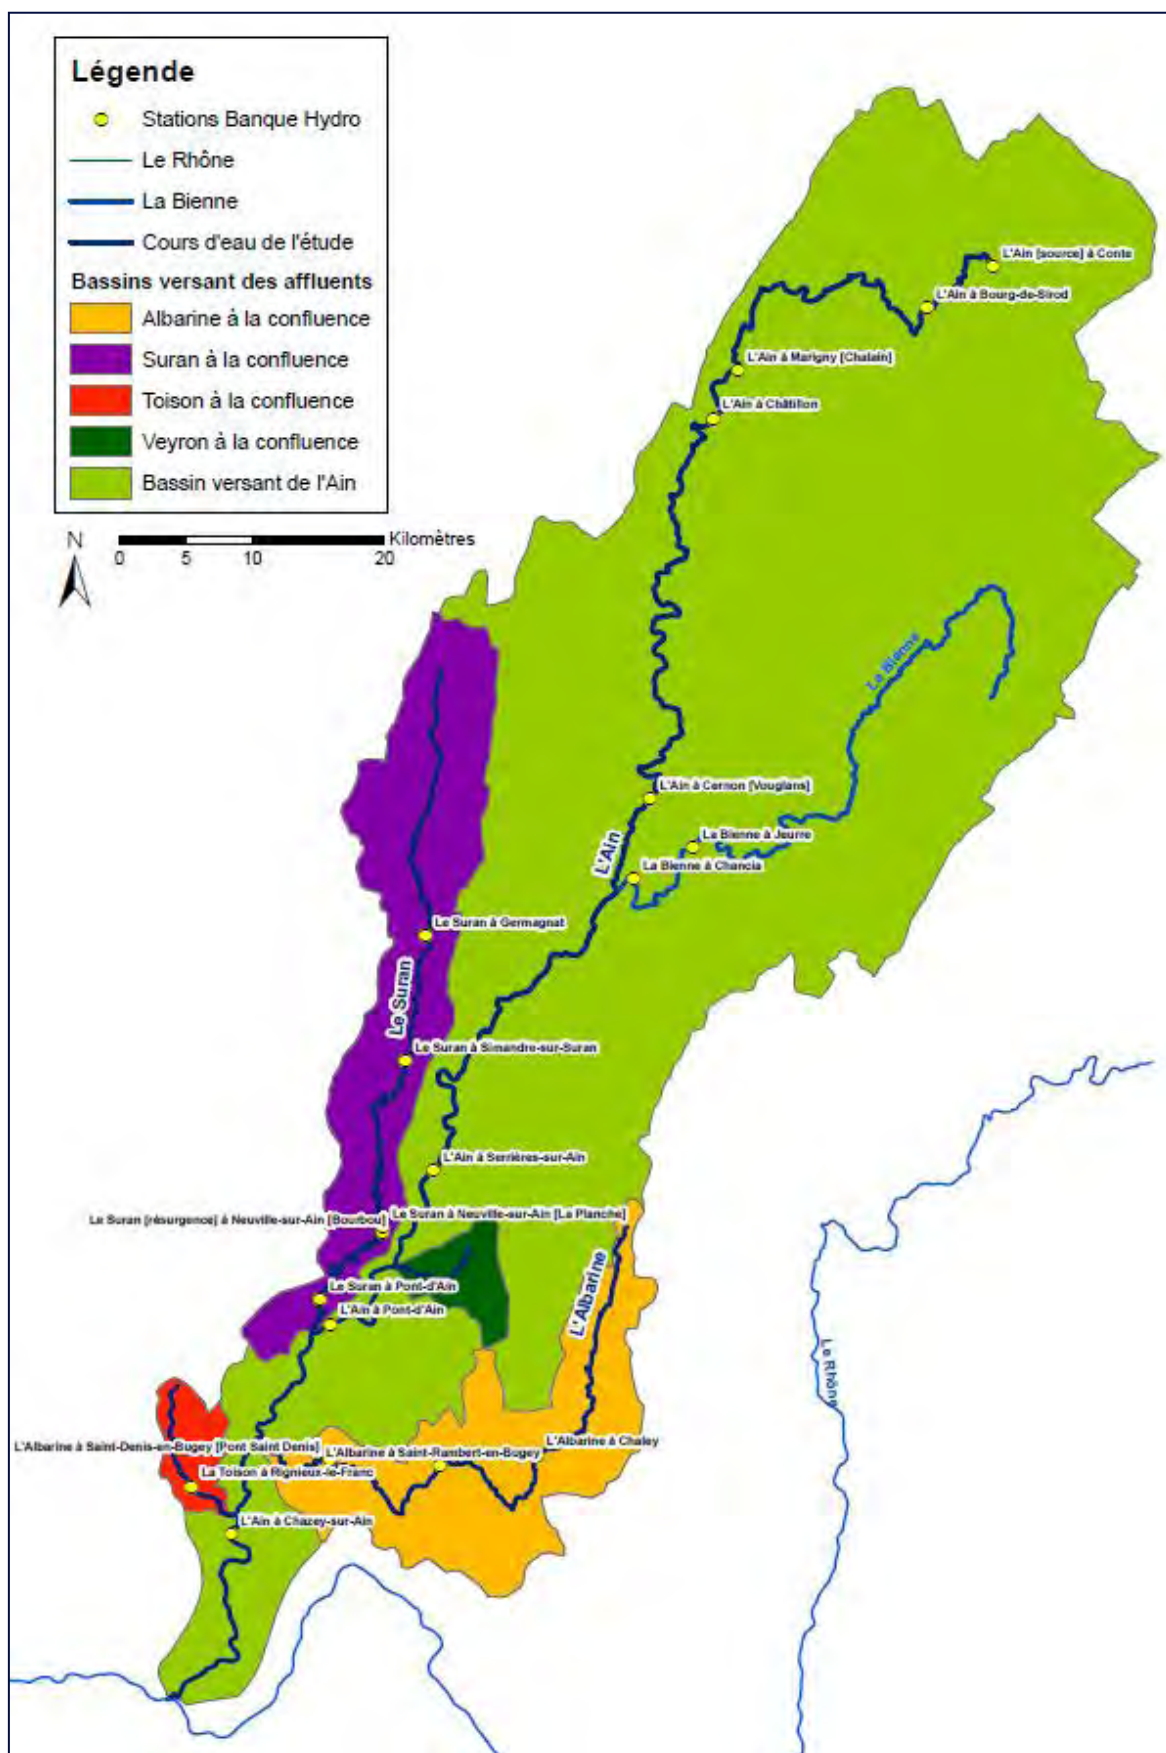 Légende
Stations Banque Hydro
Le Rhône
La Bienne
Cours d'eau de l'étude
Bassins versant des affluents
Albarine à la confluence
Suran à la confluence
Toison à la confluence
Veyron à la confluence
Bassin versant de l'Ain
N
Kilomètres
0 5 10 20
L'Ain [source] à Conte
L'Ain à Bourg-de-Sirod
L'Ain à Marigny [Chalain]
L'Ain à Châtillon
La Bienne
L'Ain à Cernon [Vouglans]
La Bienne à Jeurre
L'Ain
La Bienne à Chancia
Le Suran à Germagnat
Le Suran
Le Suran à Simandre-sur-Suran
L'Ain à Serrières-sur-Ain
Le Suran à Neuville-sur-Ain [La Planche]
Le Suran [résurgence] à Neuville-sur-Ain [Bourbou]
L'Albarine
Le Suran à Pont-d'Ain
L'Ain à Pont-d'Ain
Le Rhône
L'Albarine à Chaley
L'Albarine à Saint-Denis-en-Bugey [Pont Saint Denis]
L'Albarine à Saint-Rambert-en-Bugey
La Toison à Rignieux-le-Franc
L'Ain à Chazey-sur-Ain